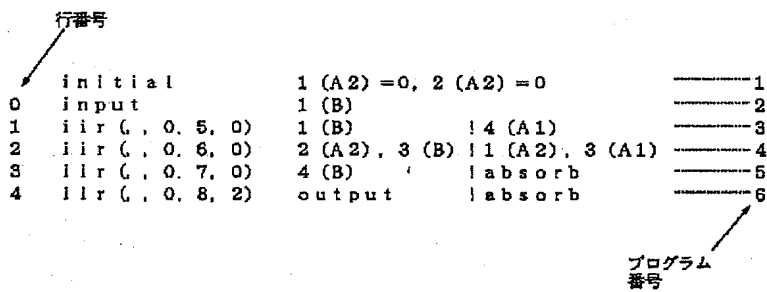 行番号
initial 1 (A2) =0, 2 (A2) =0 1
0 input 1 (B) 2
1 iir (, , 0. 5, 0) 1 (B) ! 4 (A1) 3
2 iir (, , 0. 6, 0) 2 (A2) , 3 (B) ! 1 (A2) , 3 (A1) 4
3 iir (, , 0. 7, 0) 4 (B) ! absorb 5
4 iir (, , 0. 8, 2) output ! absorb 6
プログラム
番号